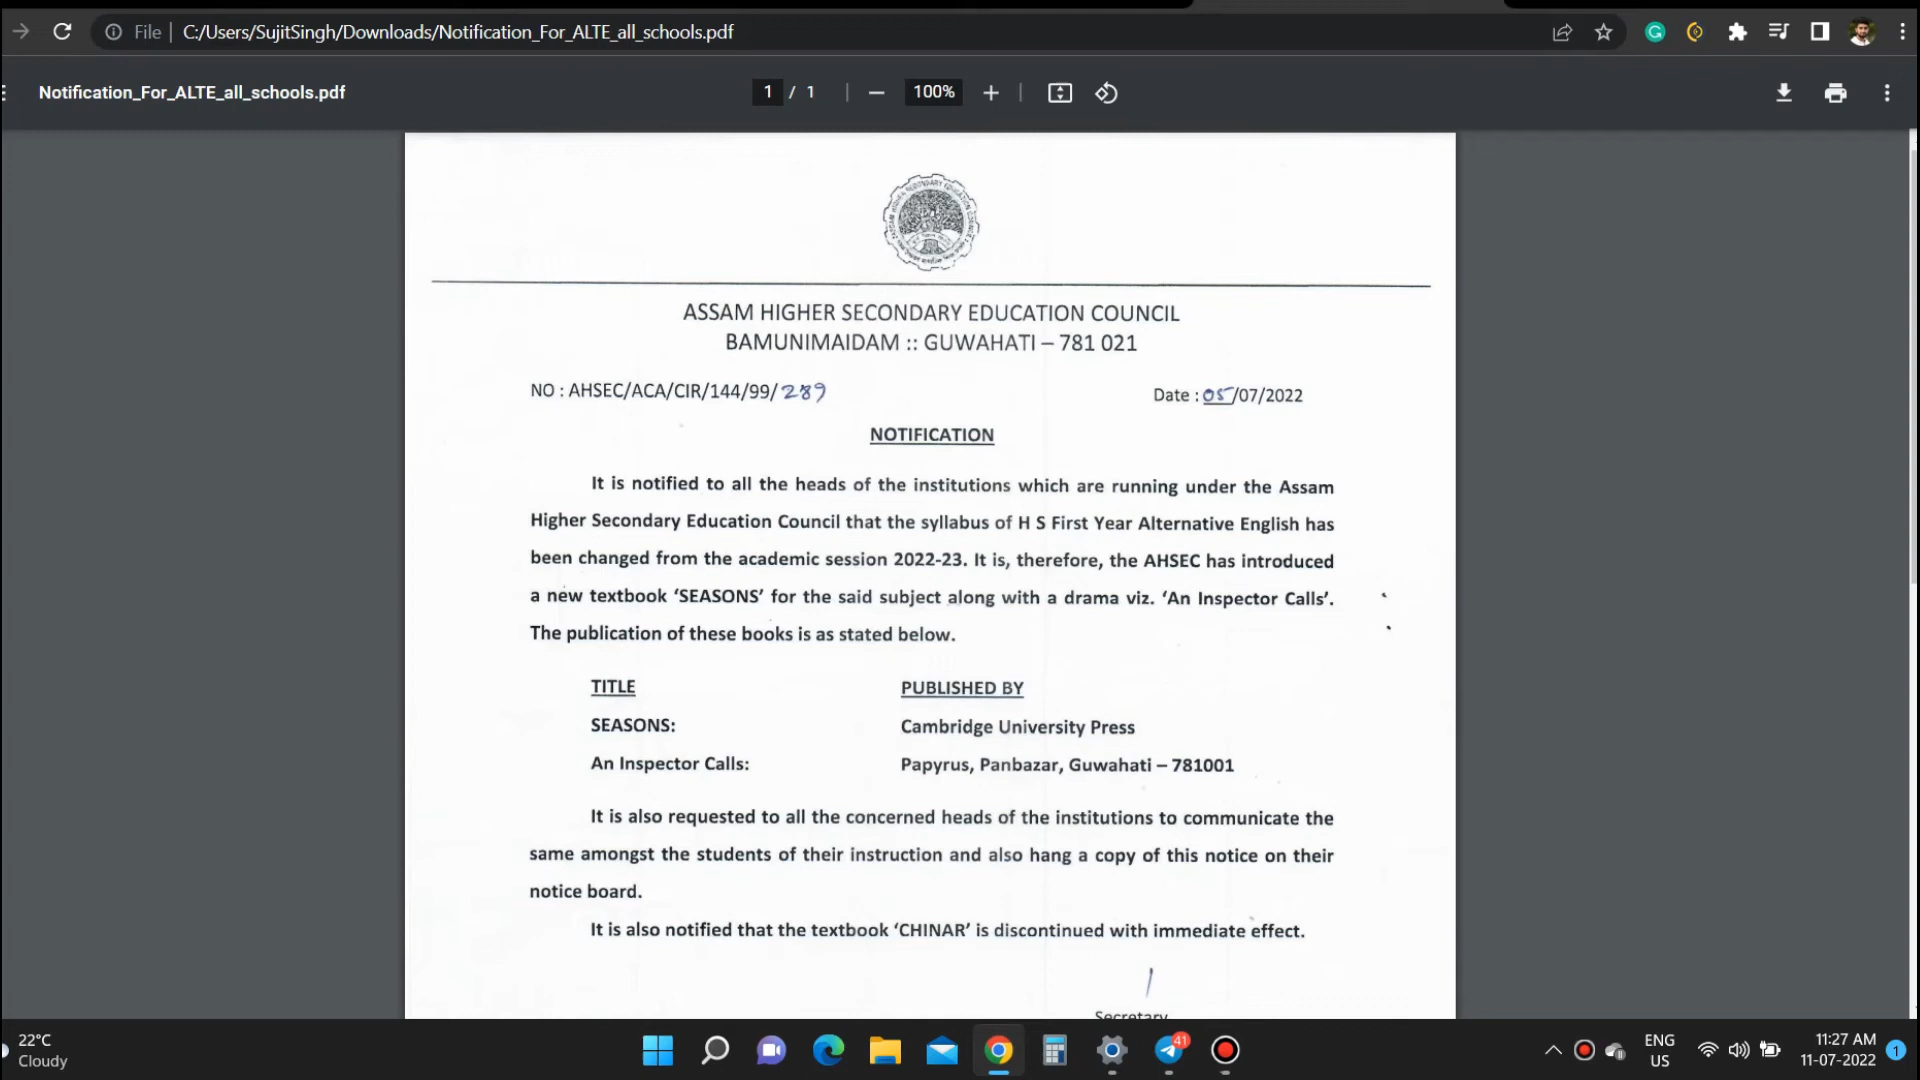 File C:/Users/SujitSingh/Downloads/Notification_For_ALTE_all_schools.pdf
Notification_For_ALTE_all_schools.pdf
1 / 1
100%
ASSAM HIGHER SECONDARY EDUCATION COUNCIL
BAMUNIMAIDAM :: GUWAHATI – 781 021
NO : AHSEC/ACA/CIR/144/99/289
Date : 05/07/2022
NOTIFICATION
It is notified to all the heads of the institutions which are running under the Assam
Higher Secondary Education Council that the syllabus of H S First Year Alternative English has
been changed from the academic session 2022-23. It is, therefore, the AHSEC has introduced
a new textbook ‘SEASONS’ for the said subject along with a drama viz. ‘An Inspector Calls’.
The publication of these books is as stated below.
TITLE PUBLISHED BY
SEASONS: Cambridge University Press
An Inspector Calls: Papyrus, Panbazar, Guwahati – 781001
It is also requested to all the concerned heads of the institutions to communicate the
same amongst the students of their instruction and also hang a copy of this notice on their
notice board.
It is also notified that the textbook ‘CHINAR’ is discontinued with immediate effect.
Secretary
22°C
Cloudy
41
ENG
US
11:27 AM
11-07-2022
1